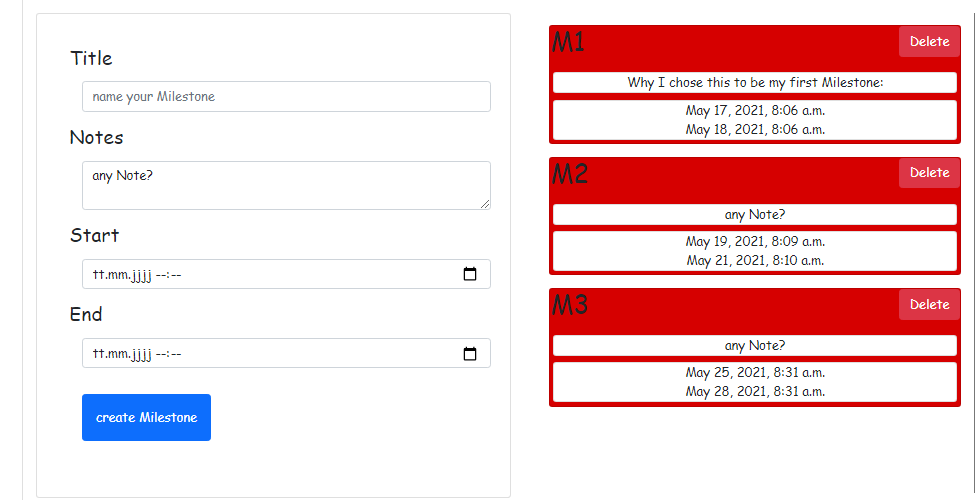 Title
name your Milestone
Notes
any Note?
Start
tt.mm.jjjj --:--
End
tt.mm.jjjj --:--
create Milestone
M1
Delete
Why I chose this to be my first Milestone:
May 17, 2021, 8:06 a.m.
May 18, 2021, 8:06 a.m.
M2
Delete
any Note?
May 19, 2021, 8:09 a.m.
May 21, 2021, 8:10 a.m.
M3
Delete
any Note?
May 25, 2021, 8:31 a.m.
May 28, 2021, 8:31 a.m.